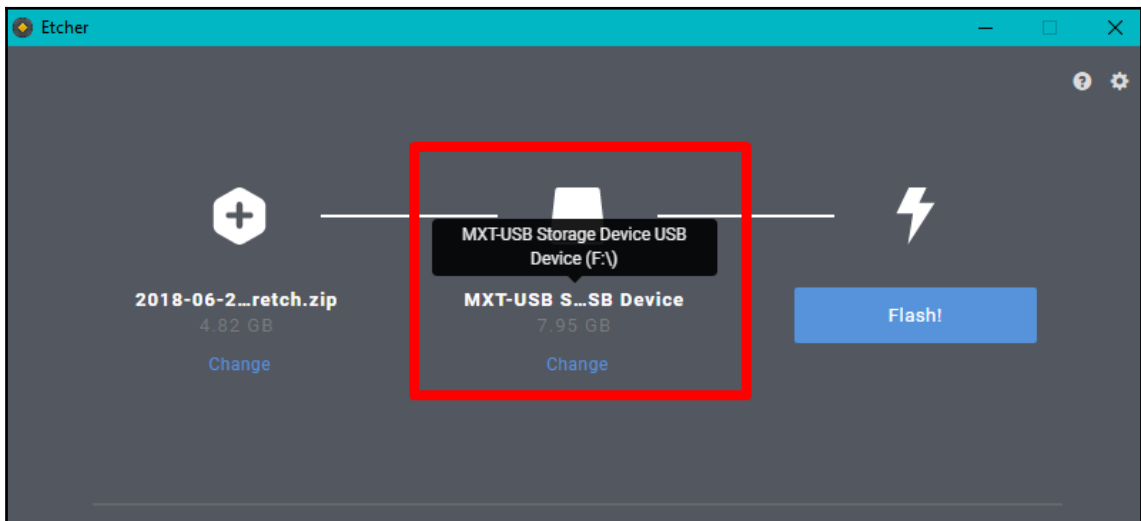 Etcher
MXT-USB Storage Device USB
Device (F:\)
2018-06-2...retch.zip
4.82 GB
Change
MXT-USB S...SB Device
7.95 GB
Change
Flash!